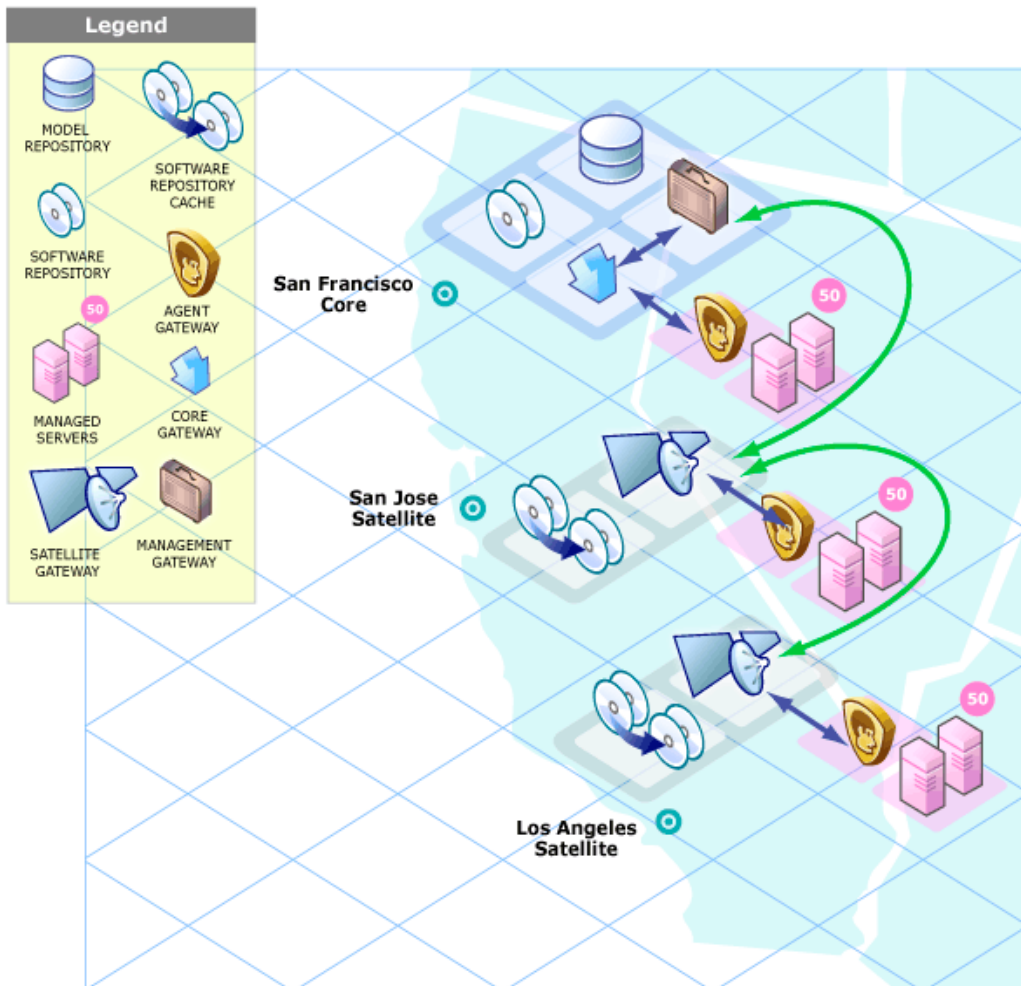 Legend
MODEL
REPOSITORY
SOFTWARE
REPOSITORY
CACHE
SOFTWARE
REPOSITORY
AGENT
GATEWAY
50
MANAGED
SERVERS
CORE
GATEWAY
SATELLITE
GATEWAY
MANAGEMENT
GATEWAY
San Francisco
Core
50
San Jose
Satellite
50
Los Angeles
Satellite
50